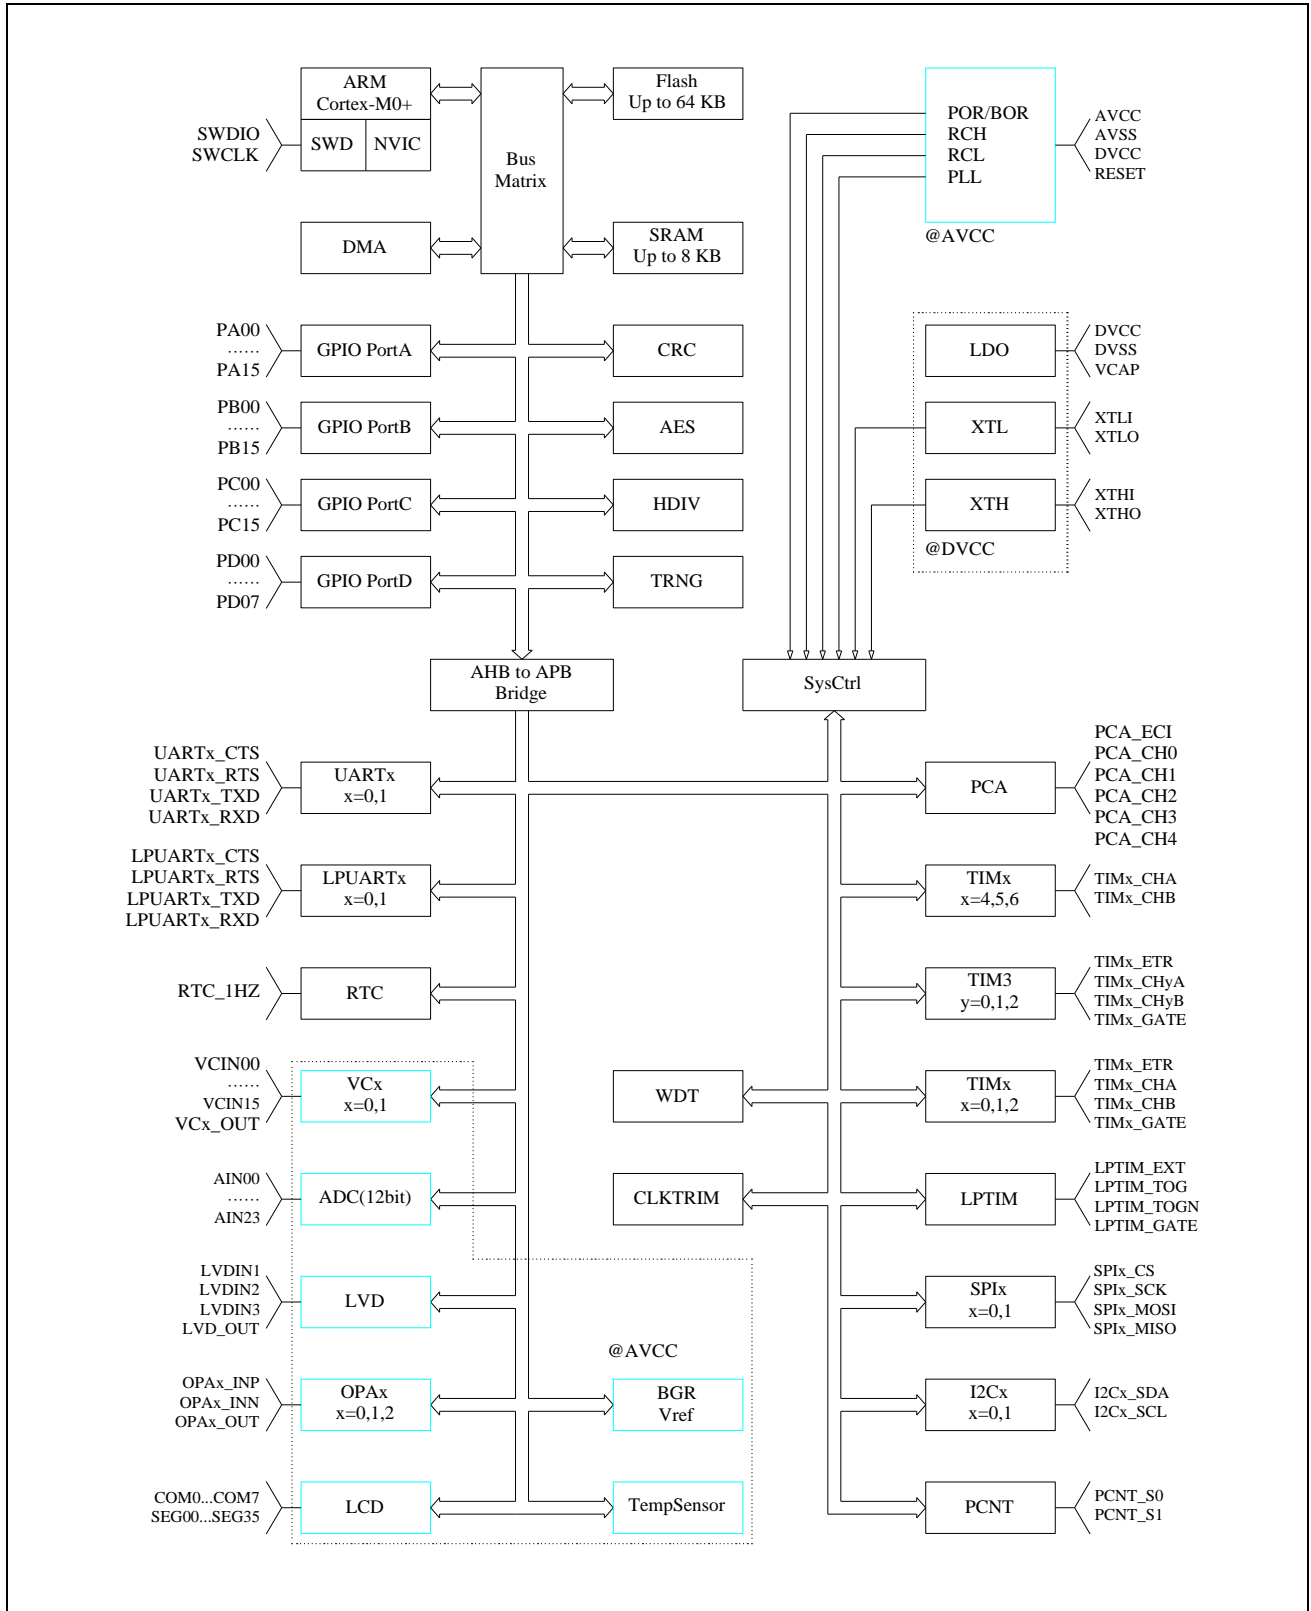 ARM
Cortex-M0+
SWD
NVIC
SWDIO
SWCLK
Bus
Matrix
Flash
Up to 64 KB
DMA
SRAM
Up to 8 KB
POR/BOR
RCH
RCL
PLL
@AVCC
AVCC
AVSS
DVCC
RESET
PA00
......
PA15
GPIO PortA
CRC
LDO
DVCC
DVSS
VCAP
PB00
......
PB15
GPIO PortB
AES
XTL
XTLI
XTLO
PC00
......
PC15
GPIO PortC
HDIV
XTH
XTHI
XTHO
@DVCC
PD00
......
PD07
GPIO PortD
TRNG
AHB to APB
Bridge
SysCtrl
UARTx_CTS
UARTx_RTS
UARTx_TXD
UARTx_RXD
UARTx
x=0,1
PCA
PCA_ECI
PCA_CH0
PCA_CH1
PCA_CH2
PCA_CH3
PCA_CH4
LPUARTx_CTS
LPUARTx_RTS
LPUARTx_TXD
LPUARTx_RXD
LPUARTx
x=0,1
TIMx
x=4,5,6
TIMx_CHA
TIMx_CHB
RTC_1HZ
RTC
TIM3
y=0,1,2
TIMx_ETR
TIMx_CHyA
TIMx_CHyB
TIMx_GATE
VCIN00
......
VCIN15
VCx_OUT
VCx
x=0,1
WDT
TIMx
x=0,1,2
TIMx_ETR
TIMx_CHA
TIMx_CHB
TIMx_GATE
AIN00
......
AIN23
ADC(12bit)
CLKTRIM
LPTIM
LPTIM_EXT
LPTIM_TOG
LPTIM_TOGN
LPTIM_GATE
LVDIN1
LVDIN2
LVDIN3
LVD_OUT
LVD
SPIx
x=0,1
SPIx_CS
SPIx_SCK
SPIx_MOSI
SPIx_MISO
@AVCC
OPAx_INP
OPAx_INN
OPAx_OUT
OPAx
x=0,1,2
BGR
Vref
I2Cx
x=0,1
I2Cx_SDA
I2Cx_SCL
COM0...COM7
SEG00...SEG35
LCD
TempSensor
PCNT
PCNT_S0
PCNT_S1